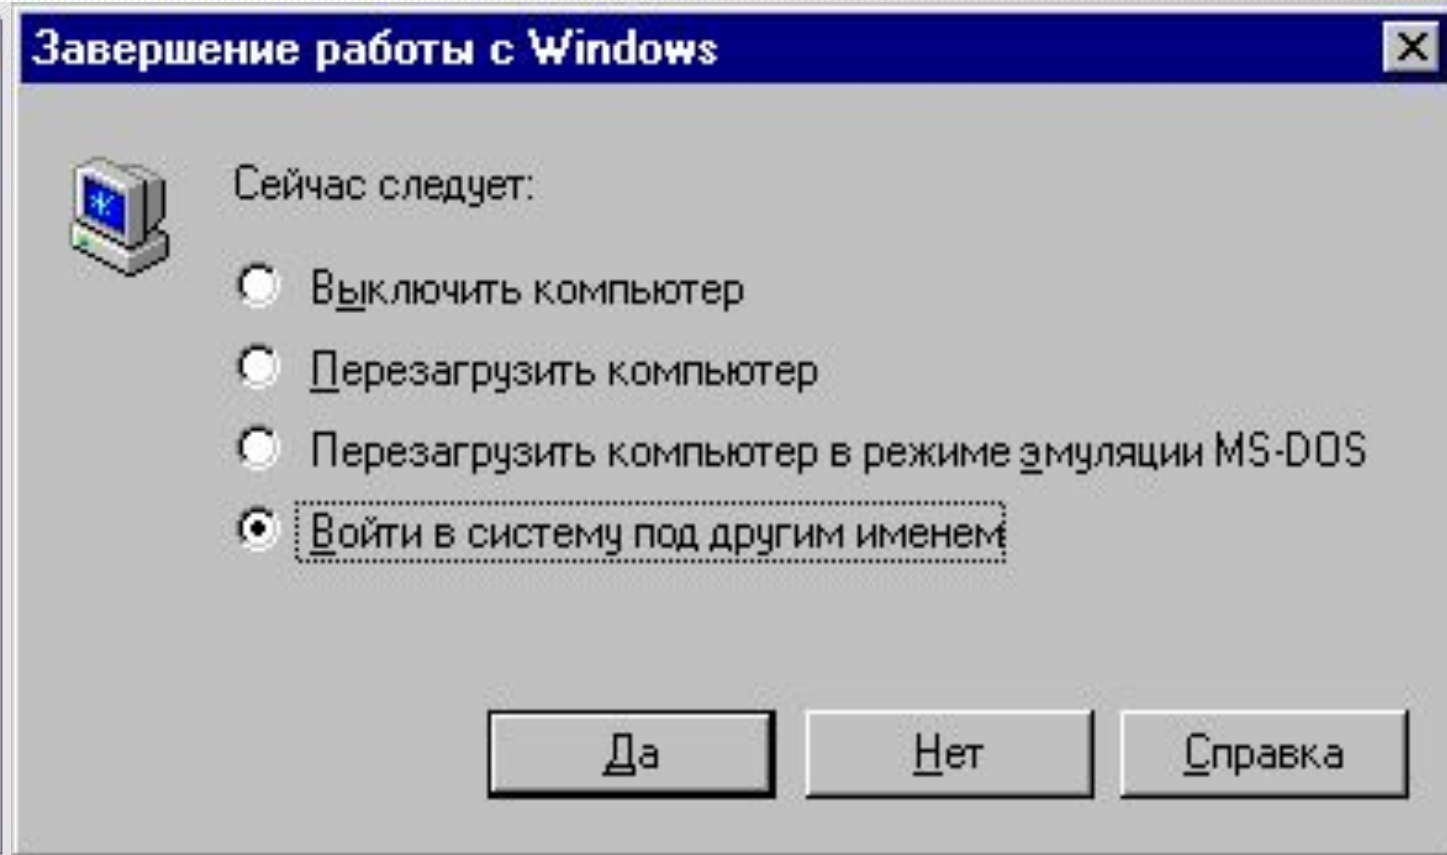 Завершение работы с Windows
Сейчас следует:
Выключить компьютер
Перезагрузить компьютер
Перезагрузить компьютер в режиме эмуляции MS-DOS
Войти в систему под другим именем
Да Нет Справка